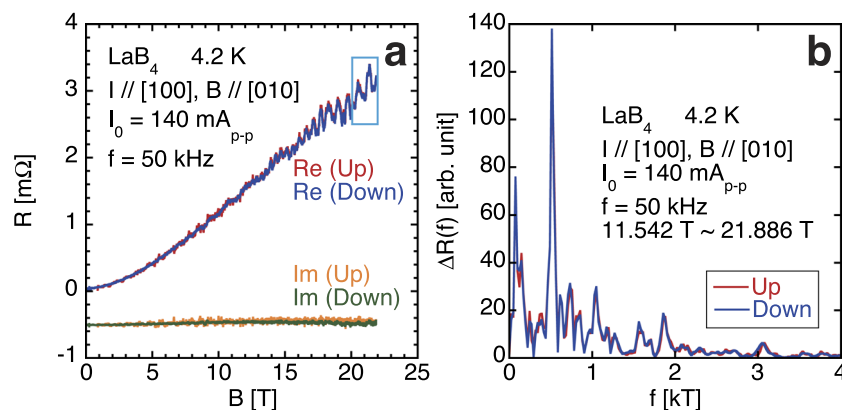 4
3
2
1
0
-1
R [mΩ]
0 5 10 15 20 25
B [T]
a
LaB4 4.2 K
I // [100], B // [010]
I0 = 140 mAp-p
f = 50 kHz
Re (Up)
Re (Down)
Im (Up)
Im (Down)
140
120
100
80
60
40
20
0
ΔR(f) [arb. unit]
0 1 2 3 4
f [kT]
b
LaB4 4.2 K
I // [100], B // [010]
I0 = 140 mAp-p
f = 50 kHz
11.542 T ~ 21.886 T
Up
Down